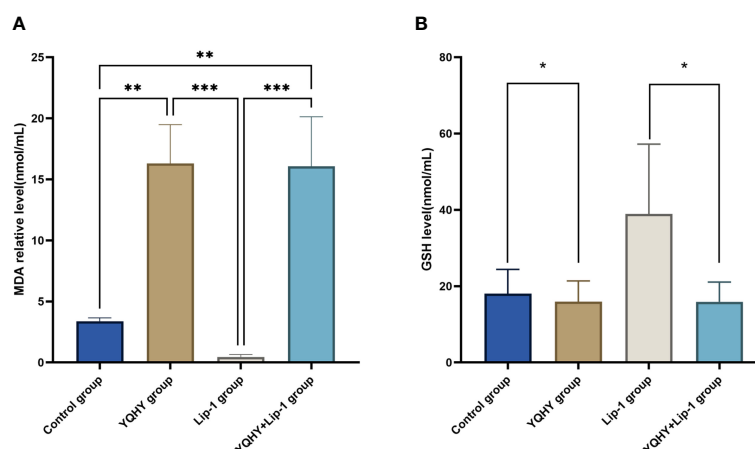 A
MDA relative level(nmol/mL)
25
20
15
10
5
0
**
** *** ***
Control group
YQHY group
Lip-1 group
YQHY+Lip-1 group
B
GSH level(nmol/mL)
80
60
40
20
0
* *
Control group
YQHY group
Lip-1 group
YQHY+Lip-1 group